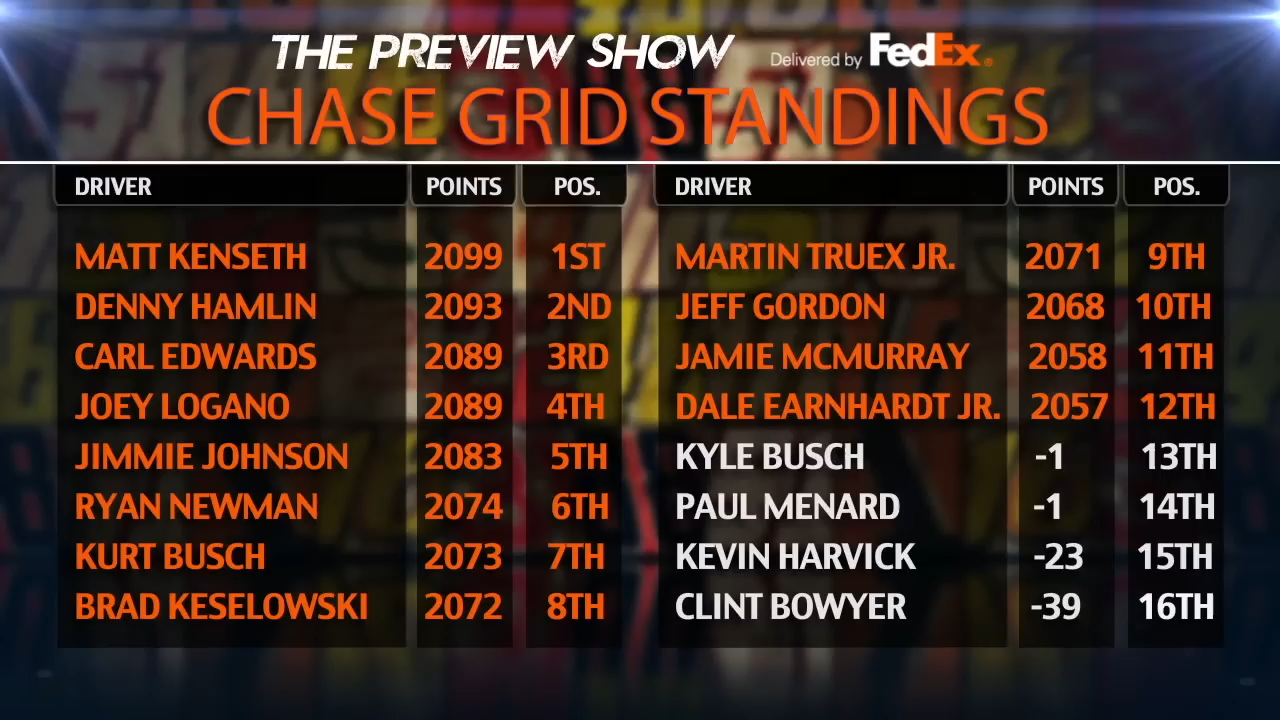 THE PREVIEW SHOW Delivered by FedEx®
CHASE GRID STANDINGS
DRIVER POINTS POS. DRIVER POINTS POS.
MATT KENSETH 2099 1ST MARTIN TRUEX JR. 2071 9TH
DENNY HAMLIN 2093 2ND JEFF GORDON 2068 10TH
CARL EDWARDS 2089 3RD JAMIE MCMURRAY 2058 11TH
JOEY LOGANO 2089 4TH DALE EARNHARDT JR. 2057 12TH
JIMMIE JOHNSON 2083 5TH KYLE BUSCH -1 13TH
RYAN NEWMAN 2074 6TH PAUL MENARD -1 14TH
KURT BUSCH 2073 7TH KEVIN HARVICK -23 15TH
BRAD KESELOWSKI 2072 8TH CLINT BOWYER -39 16TH